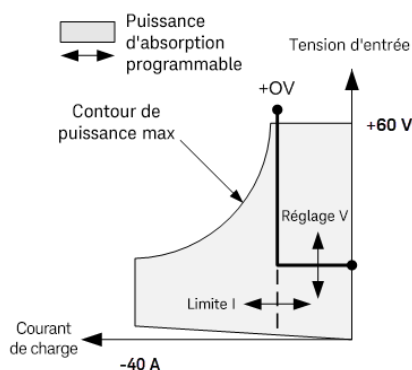 Puissance
d'absorption
programmable
Tension d'entrée
+OV
Contour de
puissance max
+60 V
Réglage V
Limite I
Courant
de charge
-40 A